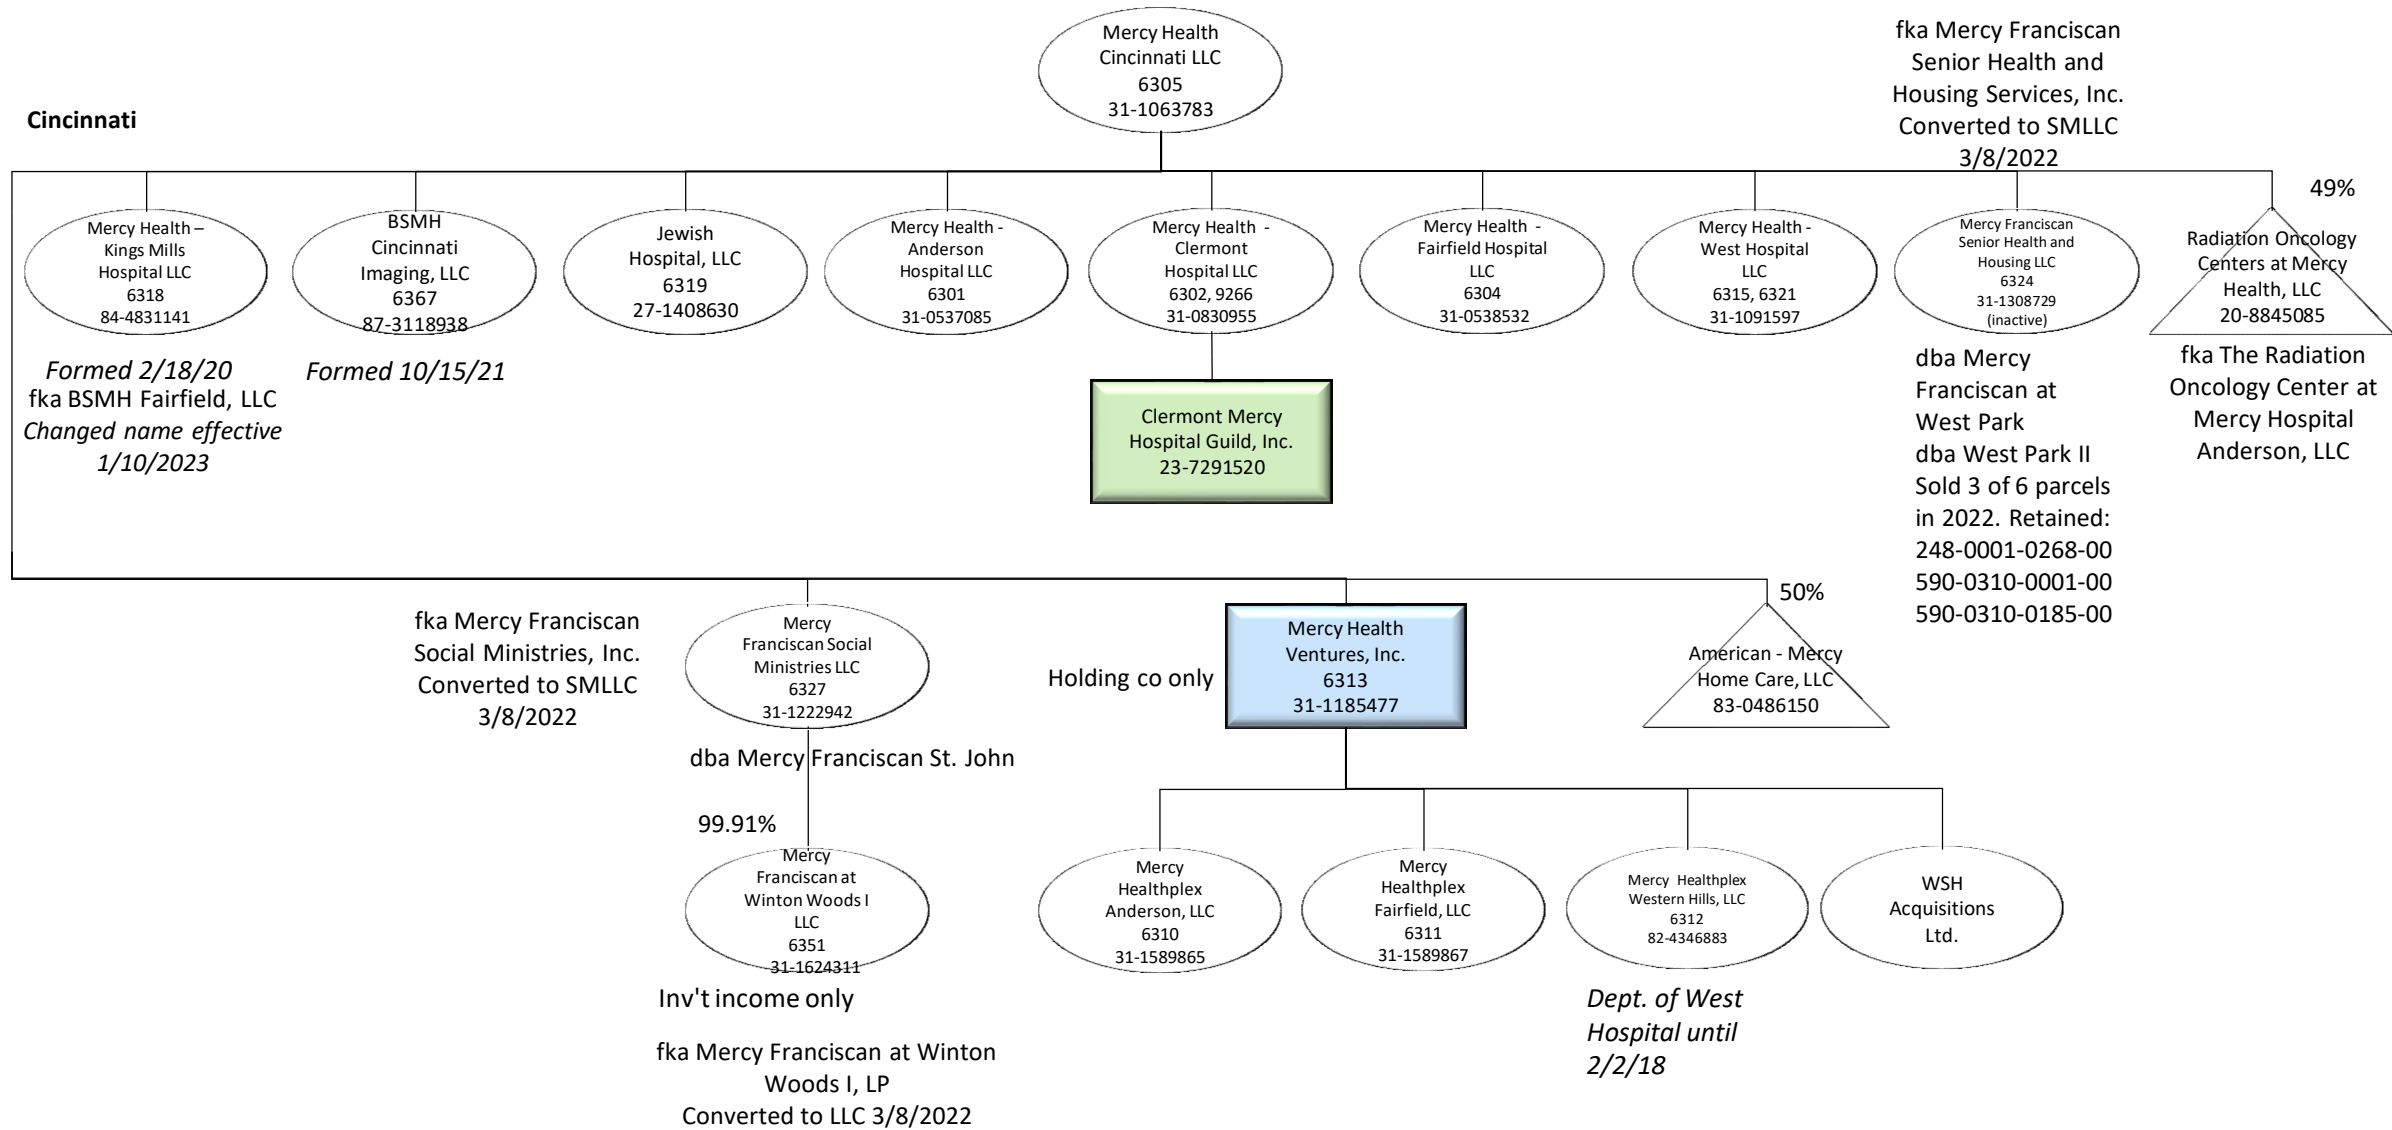 Mercy Health
Cincinnati LLC
6305
31-1063783
fka Mercy Franciscan
Senior Health and
Housing Services, Inc.
Converted to SMLLC
3/8/2022
Cincinnati
49%
Mercy Health –
Kings Mills
Hospital LLC
6318
84-4831141
BSMH
Cincinnati
Imaging, LLC
6367
87-3118938
Jewish
Hospital, LLC
6319
27-1408630
Mercy Health -
Anderson
Hospital LLC
6301
31-0537085
Mercy Health -
Clermont
Hospital LLC
6302, 9266
31-0830955
Mercy Health -
Fairfield Hospital
LLC
6304
31-0538532
Mercy Health -
West Hospital
LLC
6315, 6321
31-1091597
Mercy Franciscan
Senior Health and
Housing LLC
6324
31-1308729
(inactive)
Radiation Oncology
Centers at Mercy
Health, LLC
20-8845085
Formed 2/18/20
fka BSMH Fairfield, LLC
Changed name effective
1/10/2023
Formed 10/15/21
Clermont Mercy
Hospital Guild, Inc.
23-7291520
dba Mercy
Franciscan at
West Park
dba West Park II
Sold 3 of 6 parcels
in 2022. Retained:
248-0001-0268-00
590-0310-0001-00
590-0310-0185-00
fka The Radiation
Oncology Center at
Mercy Hospital
Anderson, LLC
fka Mercy Franciscan
Social Ministries, Inc.
Converted to SMLLC
3/8/2022
Mercy
Franciscan Social
Ministries LLC
6327
31-1222942
dba Mercy Franciscan St. John
Holding co only
Mercy Health
Ventures, Inc.
6313
31-1185477
50%
American - Mercy
Home Care, LLC
83-0486150
99.91%
Mercy
Franciscan at
Winton Woods I
LLC
6351
31-1624311
Inv't income only
fka Mercy Franciscan at Winton
Woods I, LP
Converted to LLC 3/8/2022
Mercy
Healthplex
Anderson, LLC
6310
31-1589865
Mercy
Healthplex
Fairfield, LLC
6311
31-1589867
Mercy Healthplex
Western Hills, LLC
6312
82-4346883
Dept. of West
Hospital until
2/2/18
WSH
Acquisitions
Ltd.